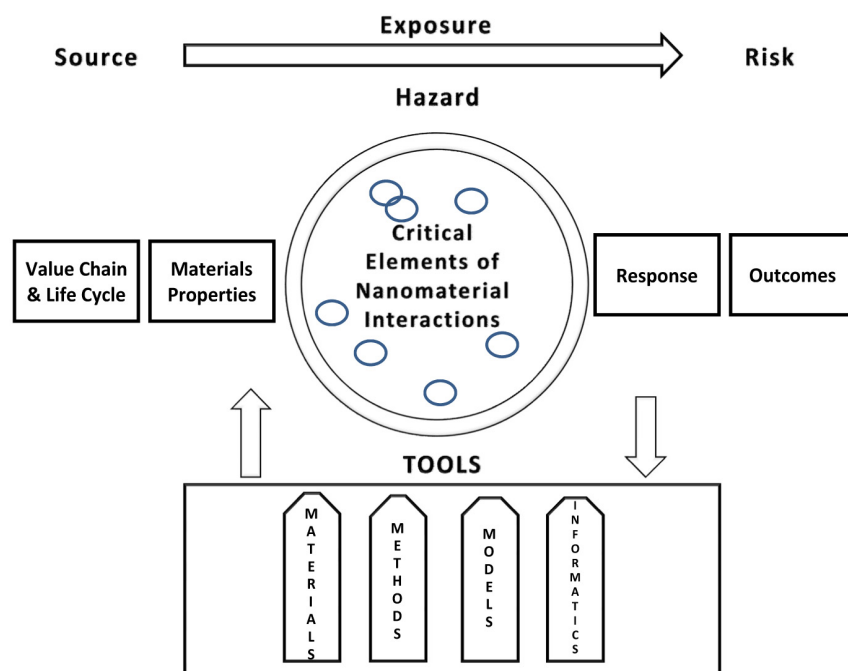 Exposure
Source
Risk
Hazard
Critical
Elements of
Nanomaterial
Interactions
Value Chain
& Life Cycle
Materials
Properties
Response
Outcomes
TOOLS
MATERIALS
METHODS
MODELS
INFORMATICS